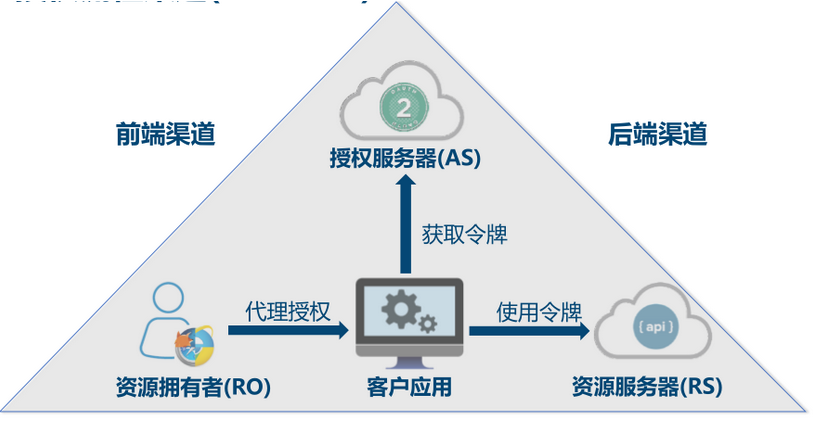 前端渠道
后端渠道
2
授权服务器(AS)
获取令牌
代理授权
使用令牌
{api}
资源拥有者(RO)
客户应用
资源服务器(RS)